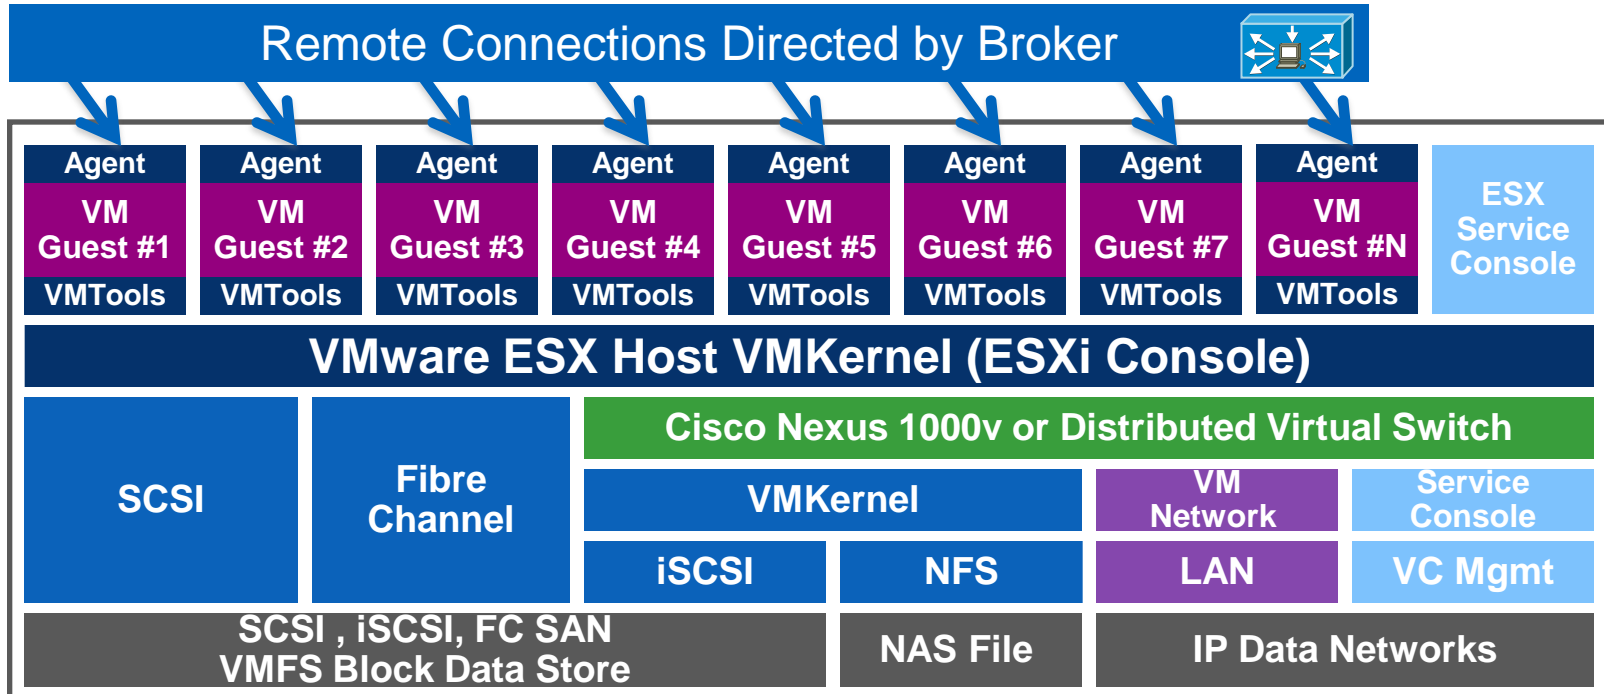 Remote Connections Directed by Broker
Agent
VM
Guest #1
VMTools
Agent
VM
Guest #2
VMTools
Agent
VM
Guest #3
VMTools
Agent
VM
Guest #4
VMTools
Agent
VM
Guest #5
VMTools
Agent
VM
Guest #6
VMTools
Agent
VM
Guest #7
VMTools
Agent
VM
Guest #N
VMTools
ESX
Service
Console
VMware ESX Host VMKernel (ESXi Console)
SCSI
Fibre
Channel
Cisco Nexus 1000v or Distributed Virtual Switch
VMKernel
VM
Network
Service
Console
iSCSI
NFS
LAN
VC Mgmt
SCSI , iSCSI, FC SAN
VMFS Block Data Store
NAS File
IP Data Networks